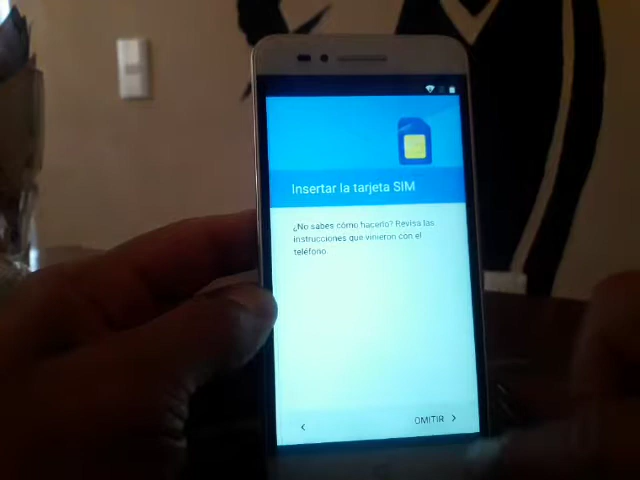 Insertar la tarjeta SIM
¿No sabes cómo hacerlo? Revisa las
instrucciones que vinieron con el
teléfono.
OMITIR